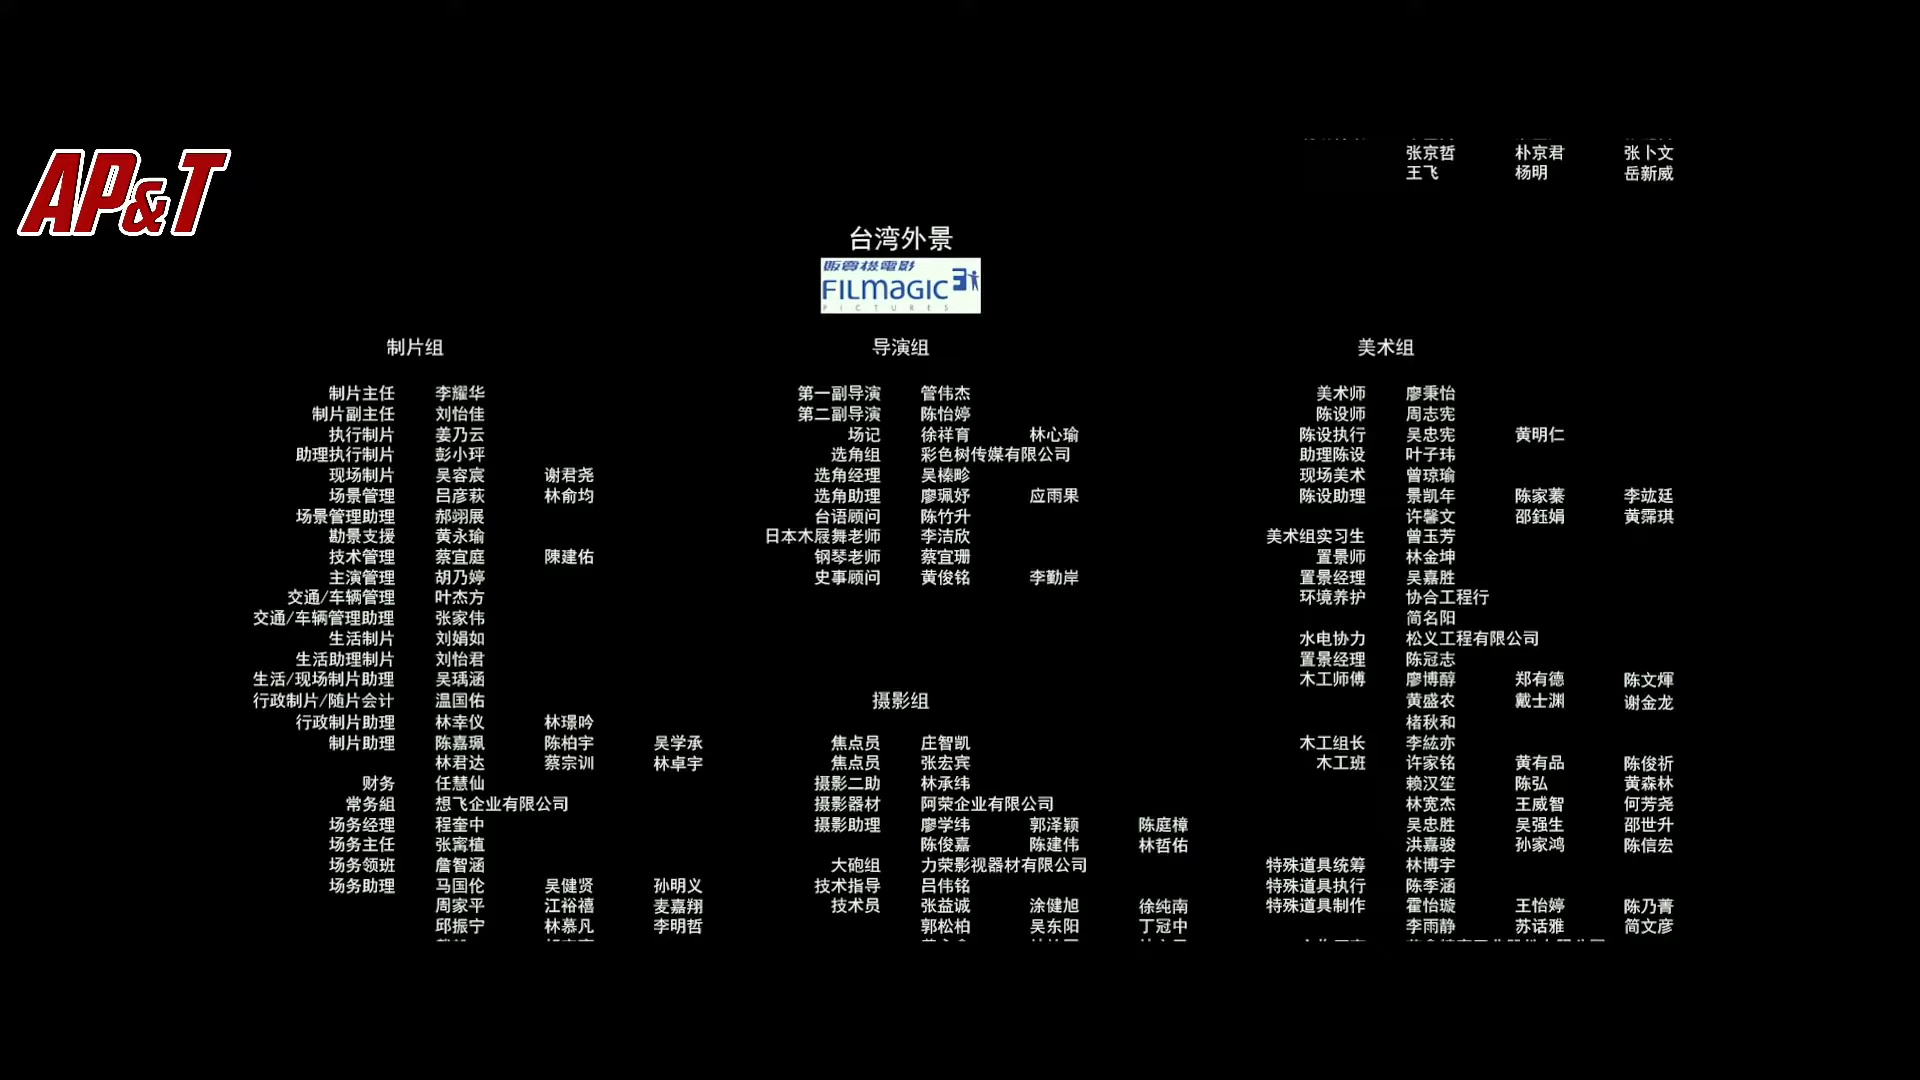 AP&T
张京哲 朴京君 张卜文
王飞 杨明 岳新威
台湾外景
販賣機電影
FILMAGIC 3
PICTURES
制片组
制片主任 李耀华
制片副主任 刘怡佳
执行制片 姜乃云
助理执行制片 彭小玶
现场制片 吴容宸 谢君尧
场景管理 吕彦萩 林俞均
场景管理助理 郝翊展
勘景支援 黄永瑜
技术管理 蔡宜庭 陳建佑
主演管理 胡乃婷
交通/车辆管理 叶杰方
交通/车辆管理助理 张家伟
生活制片 刘娟如
生活助理制片 刘怡君
生活/现场制片助理 吴瑀涵
行政制片/随片会计 温国佑
行政制片助理 林幸仪 林璟吟
制片助理 陈嘉珮 陈柏宇 吴学承
林君达 蔡宗训 林卓宇
财务 任慧仙
常务組 想飞企业有限公司
场务经理 程奎中
场务主任 张寗植
场务领班 詹智涵
场务助理 马国伦 吴健贤 孙明义
周家平 江裕禧 麦嘉翔
邱振宁 林慕凡 李明哲
导演组
第一副导演 管伟杰
第二副导演 陈怡婷
场记 徐祥育 林心瑜
选角组 彩色树传媒有限公司
选角经理 吴榛畛
选角助理 廖珮妤 应雨果
台语顾问 陈竹升
日本木屐舞老师 李洁欣
钢琴老师 蔡宜珊
史事顾问 黄俊铭 李勤岸
摄影组
焦点员 庄智凯
焦点员 张宏宾
摄影二助 林承纬
摄影器材 阿荣企业有限公司
摄影助理 廖学纬 郭泽颖 陈庭樟
陈俊嘉 陈建伟 林哲佑
大砲组 力荣影视器材有限公司
技术指导 吕伟铭
技术员 张益诚 涂健旭 徐纯南
郭松柏 吴东阳 丁冠中
美术组
美术师 廖秉怡
陈设师 周志宪
陈设执行 吴忠宪 黄明仁
助理陈设 叶子玮
现场美术 曾琼瑜
陈设助理 景凯年 陈家蓁 李竑廷
许馨文 邵鈺娟 黄霈琪
美术组实习生 曾玉芳
置景师 林金坤
置景经理 吴嘉胜
环境养护 协合工程行
简名阳
水电协力 松义工程有限公司
置景经理 陈冠志
木工师傅 廖博醇 郑有德 陈文煇
黄盛农 戴士渊 谢金龙
楮秋和
木工组长 李紘亦
木工班 许家铭 黄有品 陈俊祈
赖汉笙 陈弘 黄森林
林宽杰 王威智 何芳尧
吴忠胜 吴强生 邵世升
洪嘉骏 孙家鸿 陈信宏
特殊道具统筹 林博宇
特殊道具执行 陈季涵
特殊道具制作 霍怡璇 王怡婷 陈乃菁
李雨静 苏话雅 简文彦